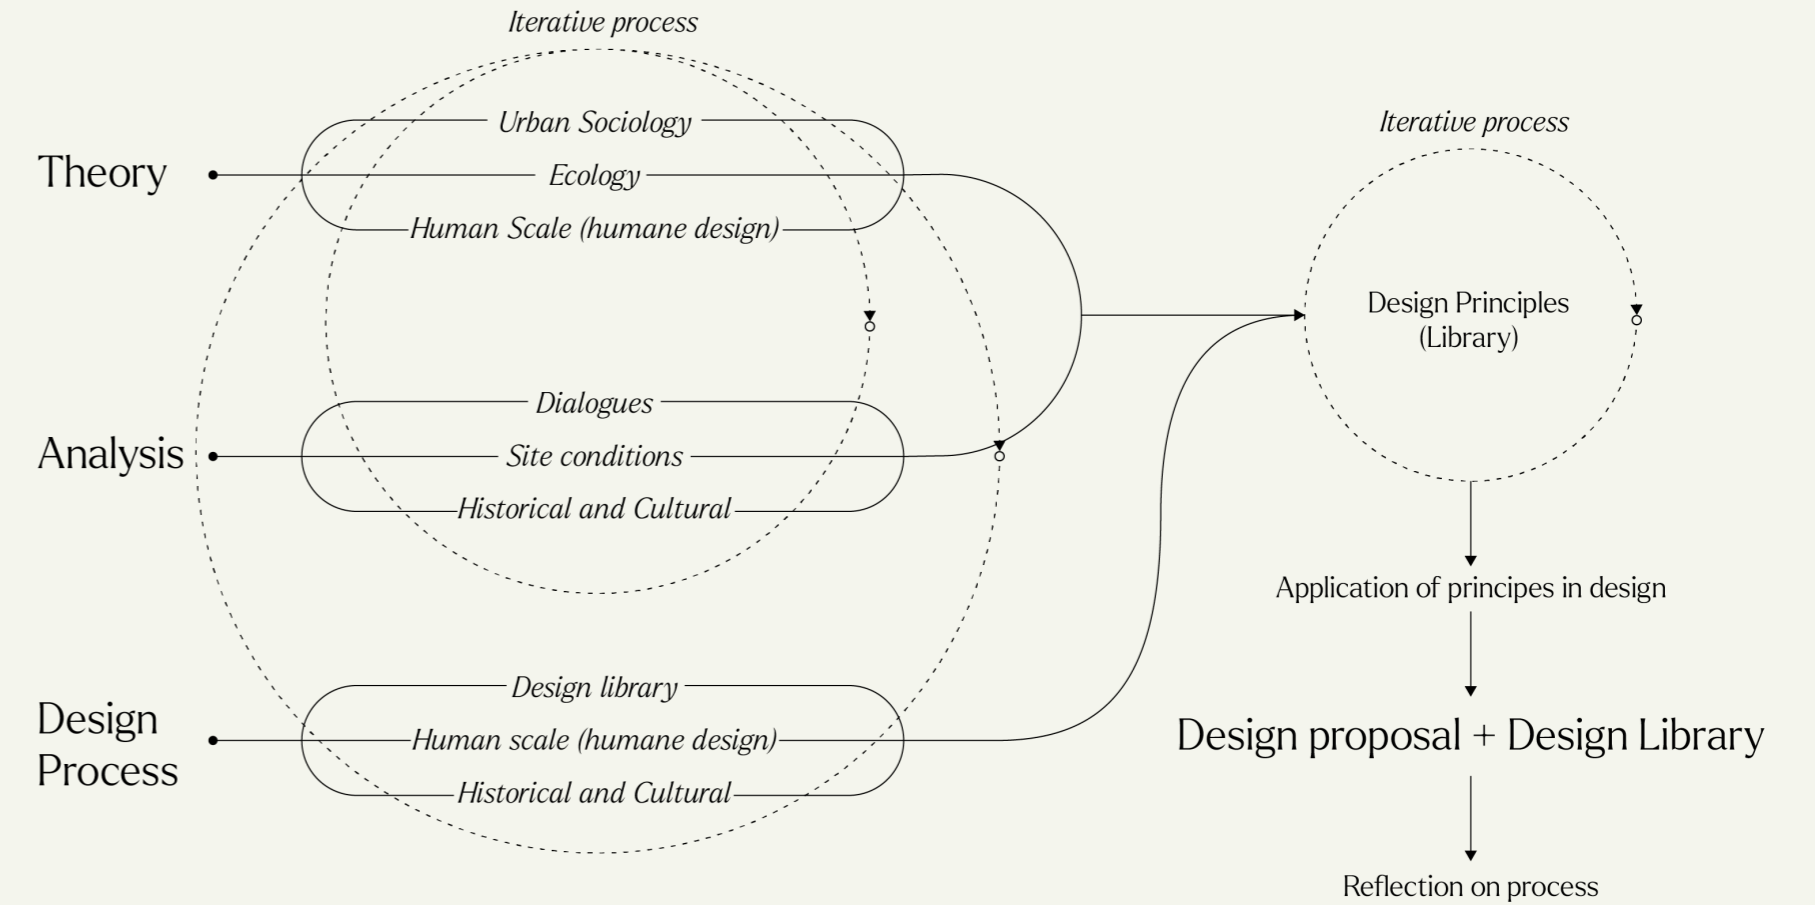 Iterative process
Urban Sociology
Theory
Ecology
Human Scale (humane design)
Iterative process
Design Principles
(Library)
Dialogues
Analysis
Site conditions
Historical and Cultural
Application of principes in design
Design library
Design
Process
Human scale (humane design)
Historical and Cultural
Design proposal + Design Library
Reflection on process